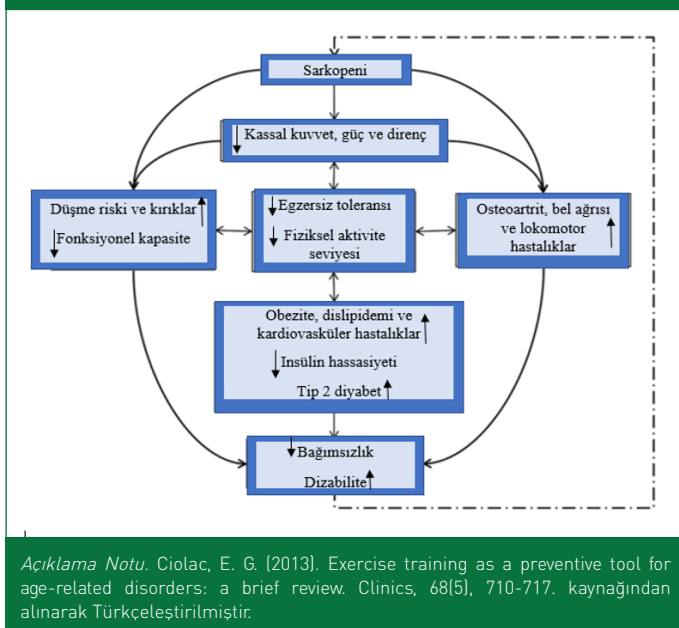 Sarkopeni
Kassal kuvvet, güç ve direnç
Düşme riski ve kırıklar
Fonksiyonel kapasite
Egzersiz toleransı
Fiziksel aktivite
seviyesi
Osteoartrit, bel ağrısı
ve lokomotor
hastalıklar
Obezite, dislipidemi ve
kardiovasküler hastalıklar
Insülin hassasiyeti
Tip 2 diyabet
Bağımsızlık
Dizabilite
Açıklama Notu. Ciolac, E. G. (2013). Exercise training as a preventive tool for
age-related disorders: a brief review. Clinics, 68(5), 710-717. kaynağından
alınarak Türkçeleştirilmiştir.